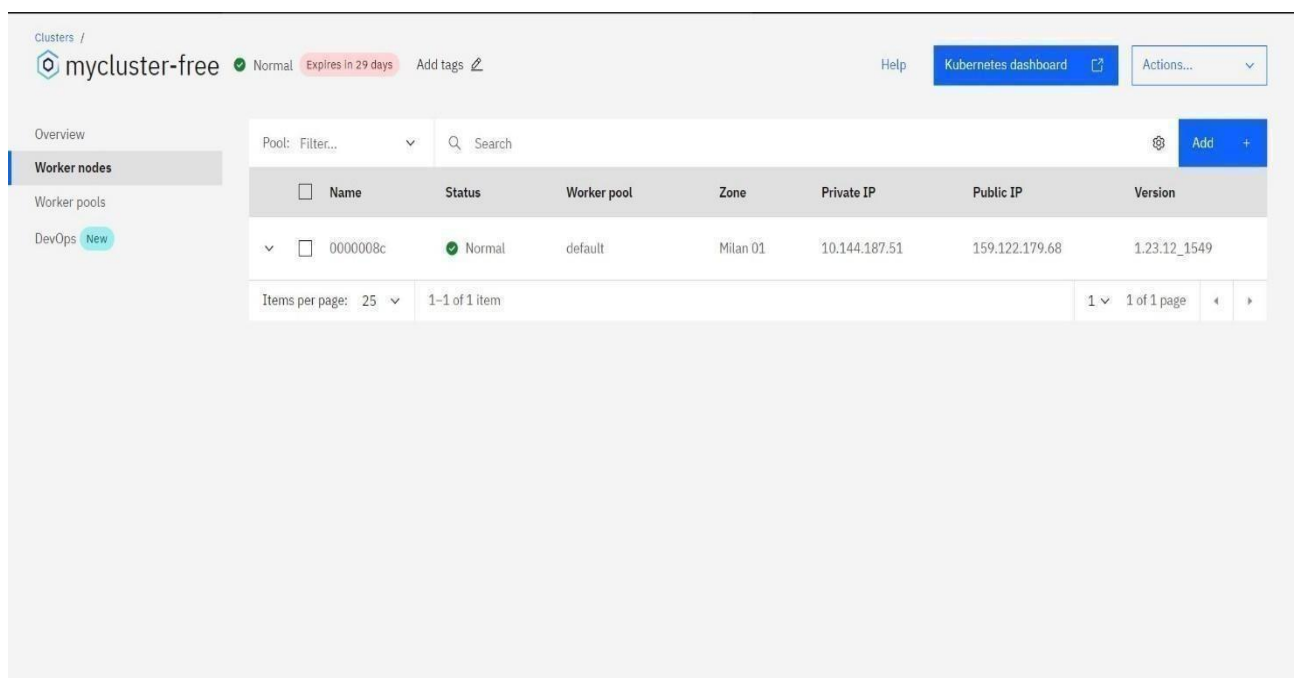 Clusters /
mycluster-free Normal Expires in 29 days Add tags Help Kubernetes dashboard Actions...
Overview
Worker nodes
Worker pools
DevOps New
Pool: Filter... Search Add +
Name Status Worker pool Zone Private IP Public IP Version
0000008c Normal default Milan 01 10.144.187.51 159.122.179.68 1.23.12_1549
Items per page: 25 1–1 of 1 item 1 1 of 1 page